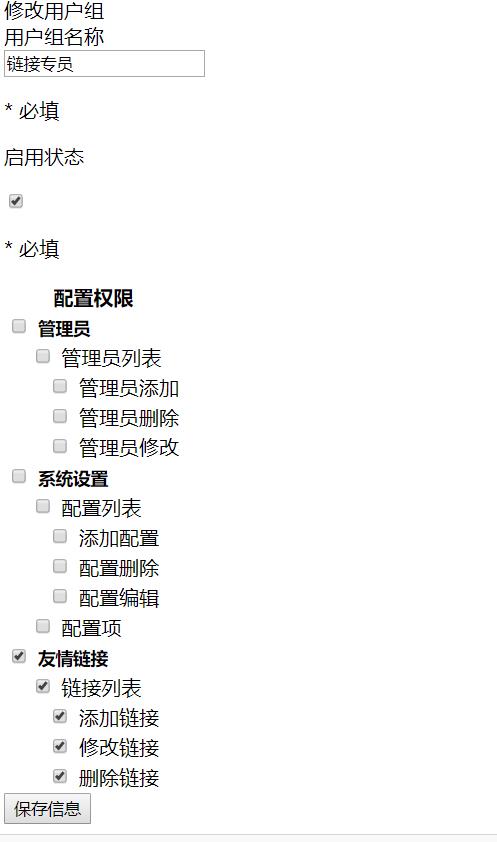 修改用户组
用户组名称
链接专员
* 必填
启用状态
* 必填
配置权限
管理员
管理员列表
管理员添加
管理员删除
管理员修改
系统设置
配置列表
添加配置
配置删除
配置编辑
配置项
友情链接
链接列表
添加链接
修改链接
删除链接
保存信息